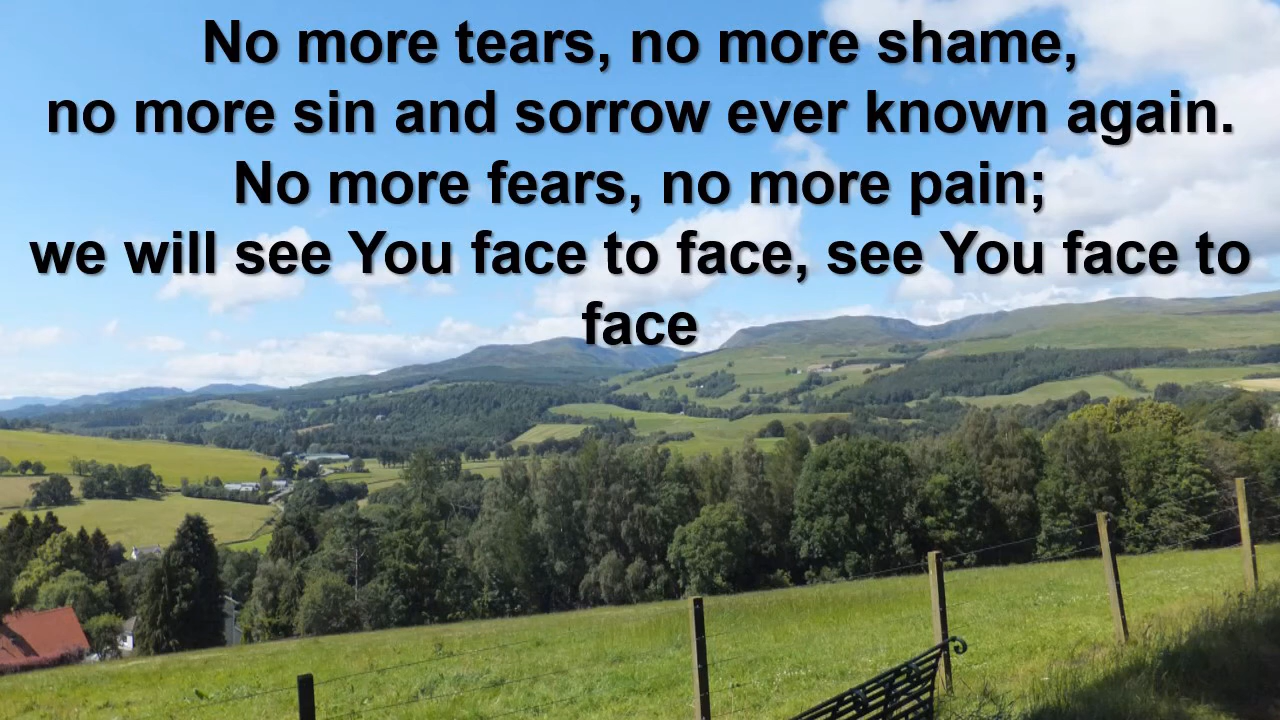 No more tears, no more shame,
no more sin and sorrow ever known again.
No more fears, no more pain;
we will see You face to face, see You face to
face